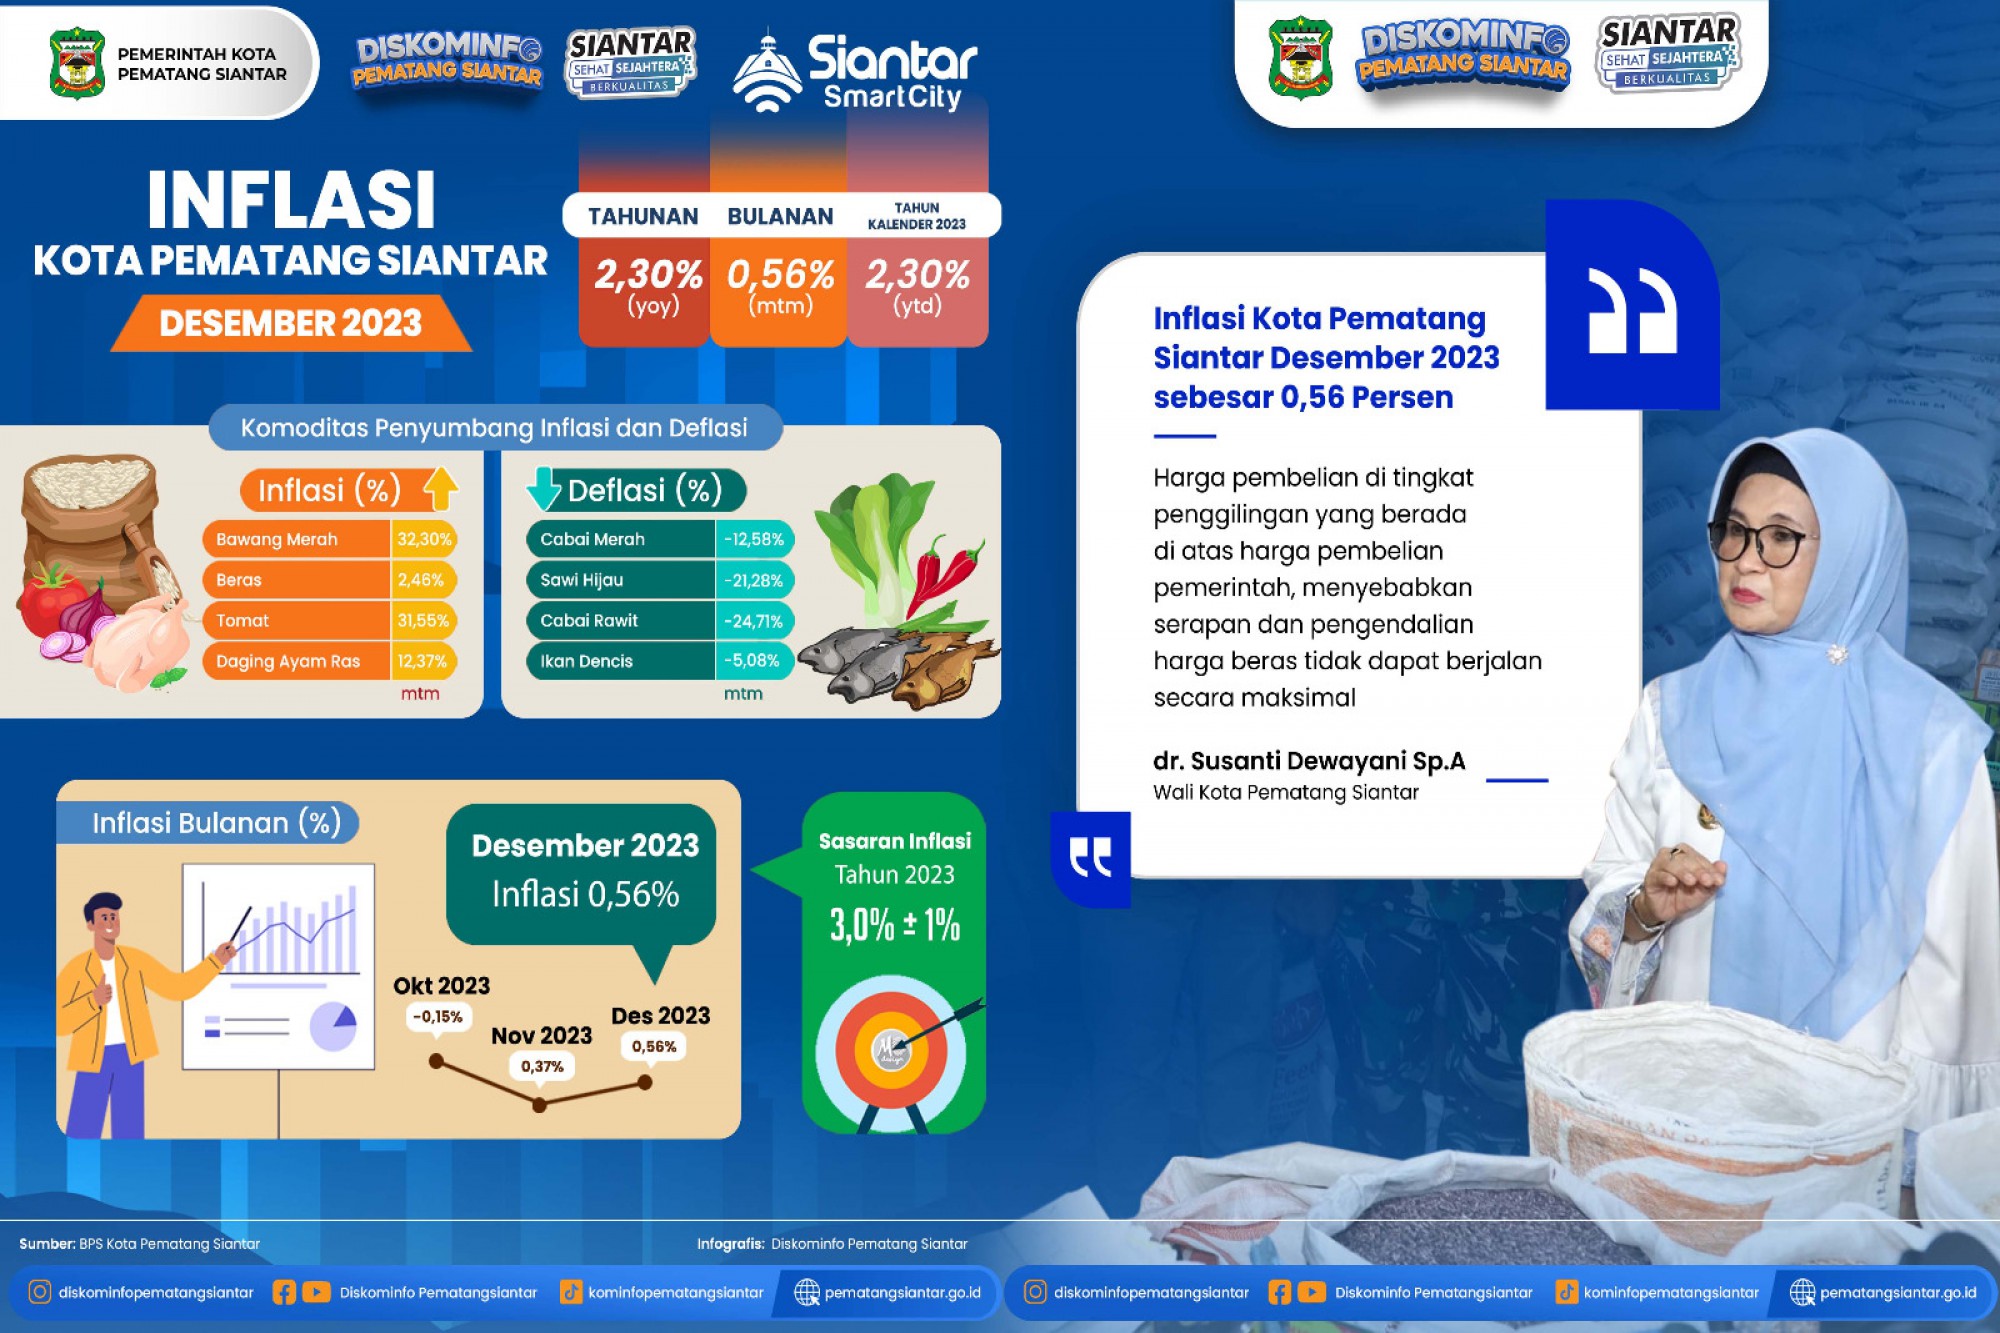 PEMERINTAH KOTA
PEMATANG SIANTAR
DISKOMINFO
PEMATANG SIANTAR
SIANTAR
SEHAT SEJAHTERA
BERKUALITAS
Siantar
SmartCity
INFLASI
KOTA PEMATANG SIANTAR
DESEMBER 2023
TAHUNAN BULANAN TAHUN KALENDER 2023
2,30% 0,56% 2,30%
(yoy) (mtm) (ytd)
Komoditas Penyumbang Inflasi dan Deflasi
Inflasi (%)
Bawang Merah 32,30%
Beras 2,46%
Tomat 31,55%
Daging Ayam Ras 12,37%
mtm
Deflasi (%)
Cabai Merah -12,58%
Sawi Hijau -21,28%
Cabai Rawit -24,71%
Ikan Dencis -5,08%
mtm
Inflasi Bulanan (%)
Desember 2023
Inflasi 0,56%
Okt 2023
-0,15%
Nov 2023
0,37%
Des 2023
0,56%
Sasaran Inflasi
Tahun 2023
3,0% ± 1%
Sumber: BPS Kota Pematang Siantar
Infografis: Diskominfo Pematang Siantar
diskominfopematangsiantar Diskominfo Pematangsiantar kominfopematangsiantar pematangsiantar.go.id
DISKOMINFO
PEMATANG SIANTAR
SIANTAR
SEHAT SEJAHTERA
BERKUALITAS
Inflasi Kota Pematang
Siantar Desember 2023
sebesar 0,56 Persen
Harga pembelian di tingkat
penggilingan yang berada
di atas harga pembelian
pemerintah, menyebabkan
serapan dan pengendalian
harga beras tidak dapat berjalan
secara maksimal
dr. Susanti Dewayani Sp.A
Wali Kota Pematang Siantar
diskominfopematangsiantar Diskominfo Pematangsiantar kominfopematangsiantar pematangsiantar.go.id